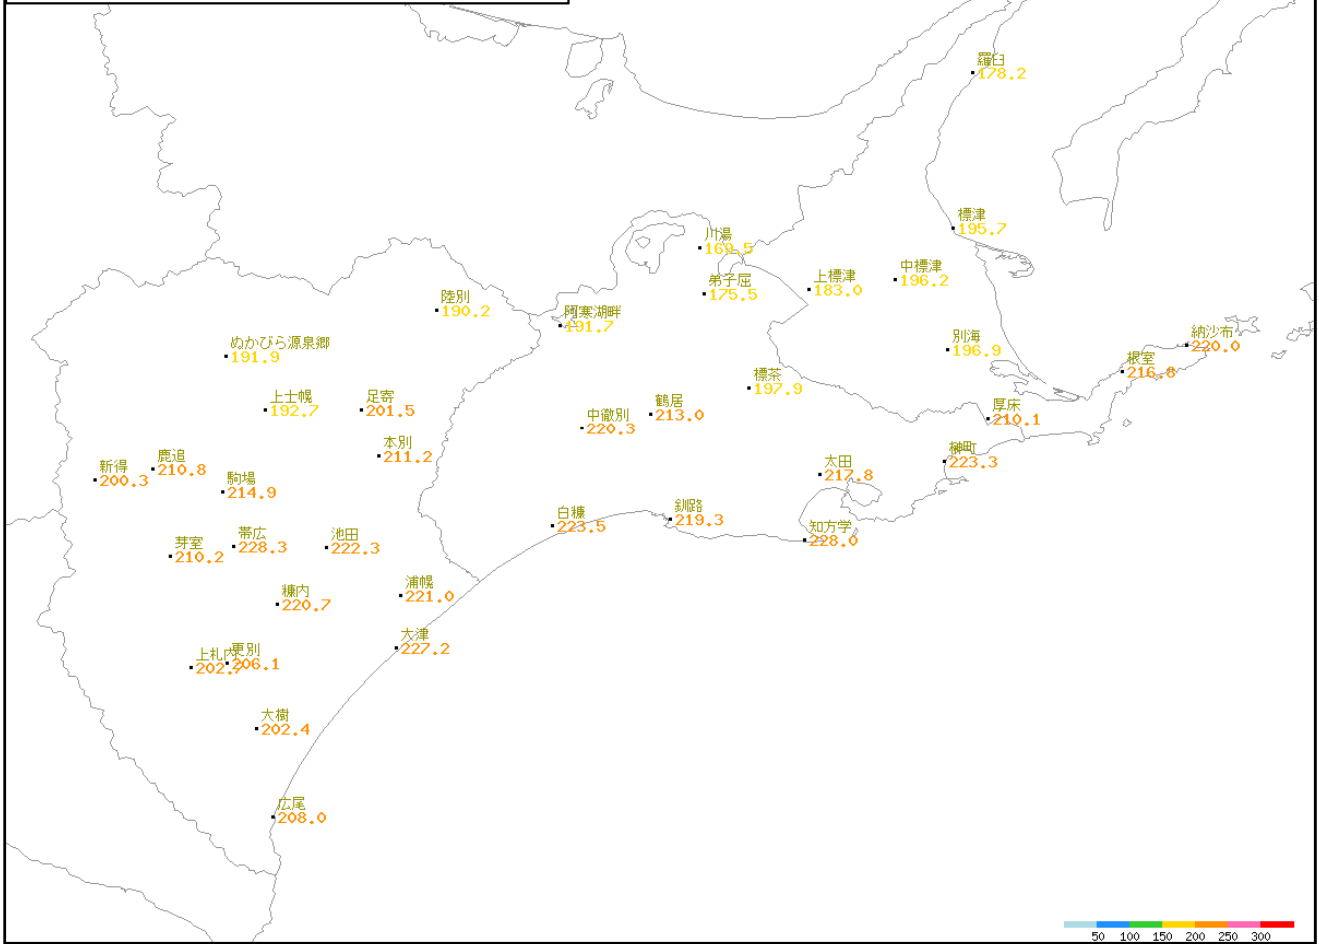 羅臼
178.2
標津
195.7
川湯
169.5
中標津
196.2
上標津
183.0
弟子屈
175.5
陸別
190.2
阿寒湖畔
191.7
納沙布
220.0
ぬかびら源泉郷
191.9
別海
196.9
根室
216.8
標茶
197.9
上士幌
192.7
足寄
201.5
鶴居
213.0
厚床
210.1
中徹別
220.3
本別
211.2
榊町
223.3
鹿追
210.8
新得
200.3
太田
217.8
駒場
214.9
白糠
223.5
釧路
219.3
知方学
228.0
帯広
228.3
池田
222.3
芽室
210.2
浦幌
221.0
糠内
220.7
大津
227.2
更別
206.1
上札内
202.7
大樹
202.4
広尾
208.0
50 100 150 200 250 300